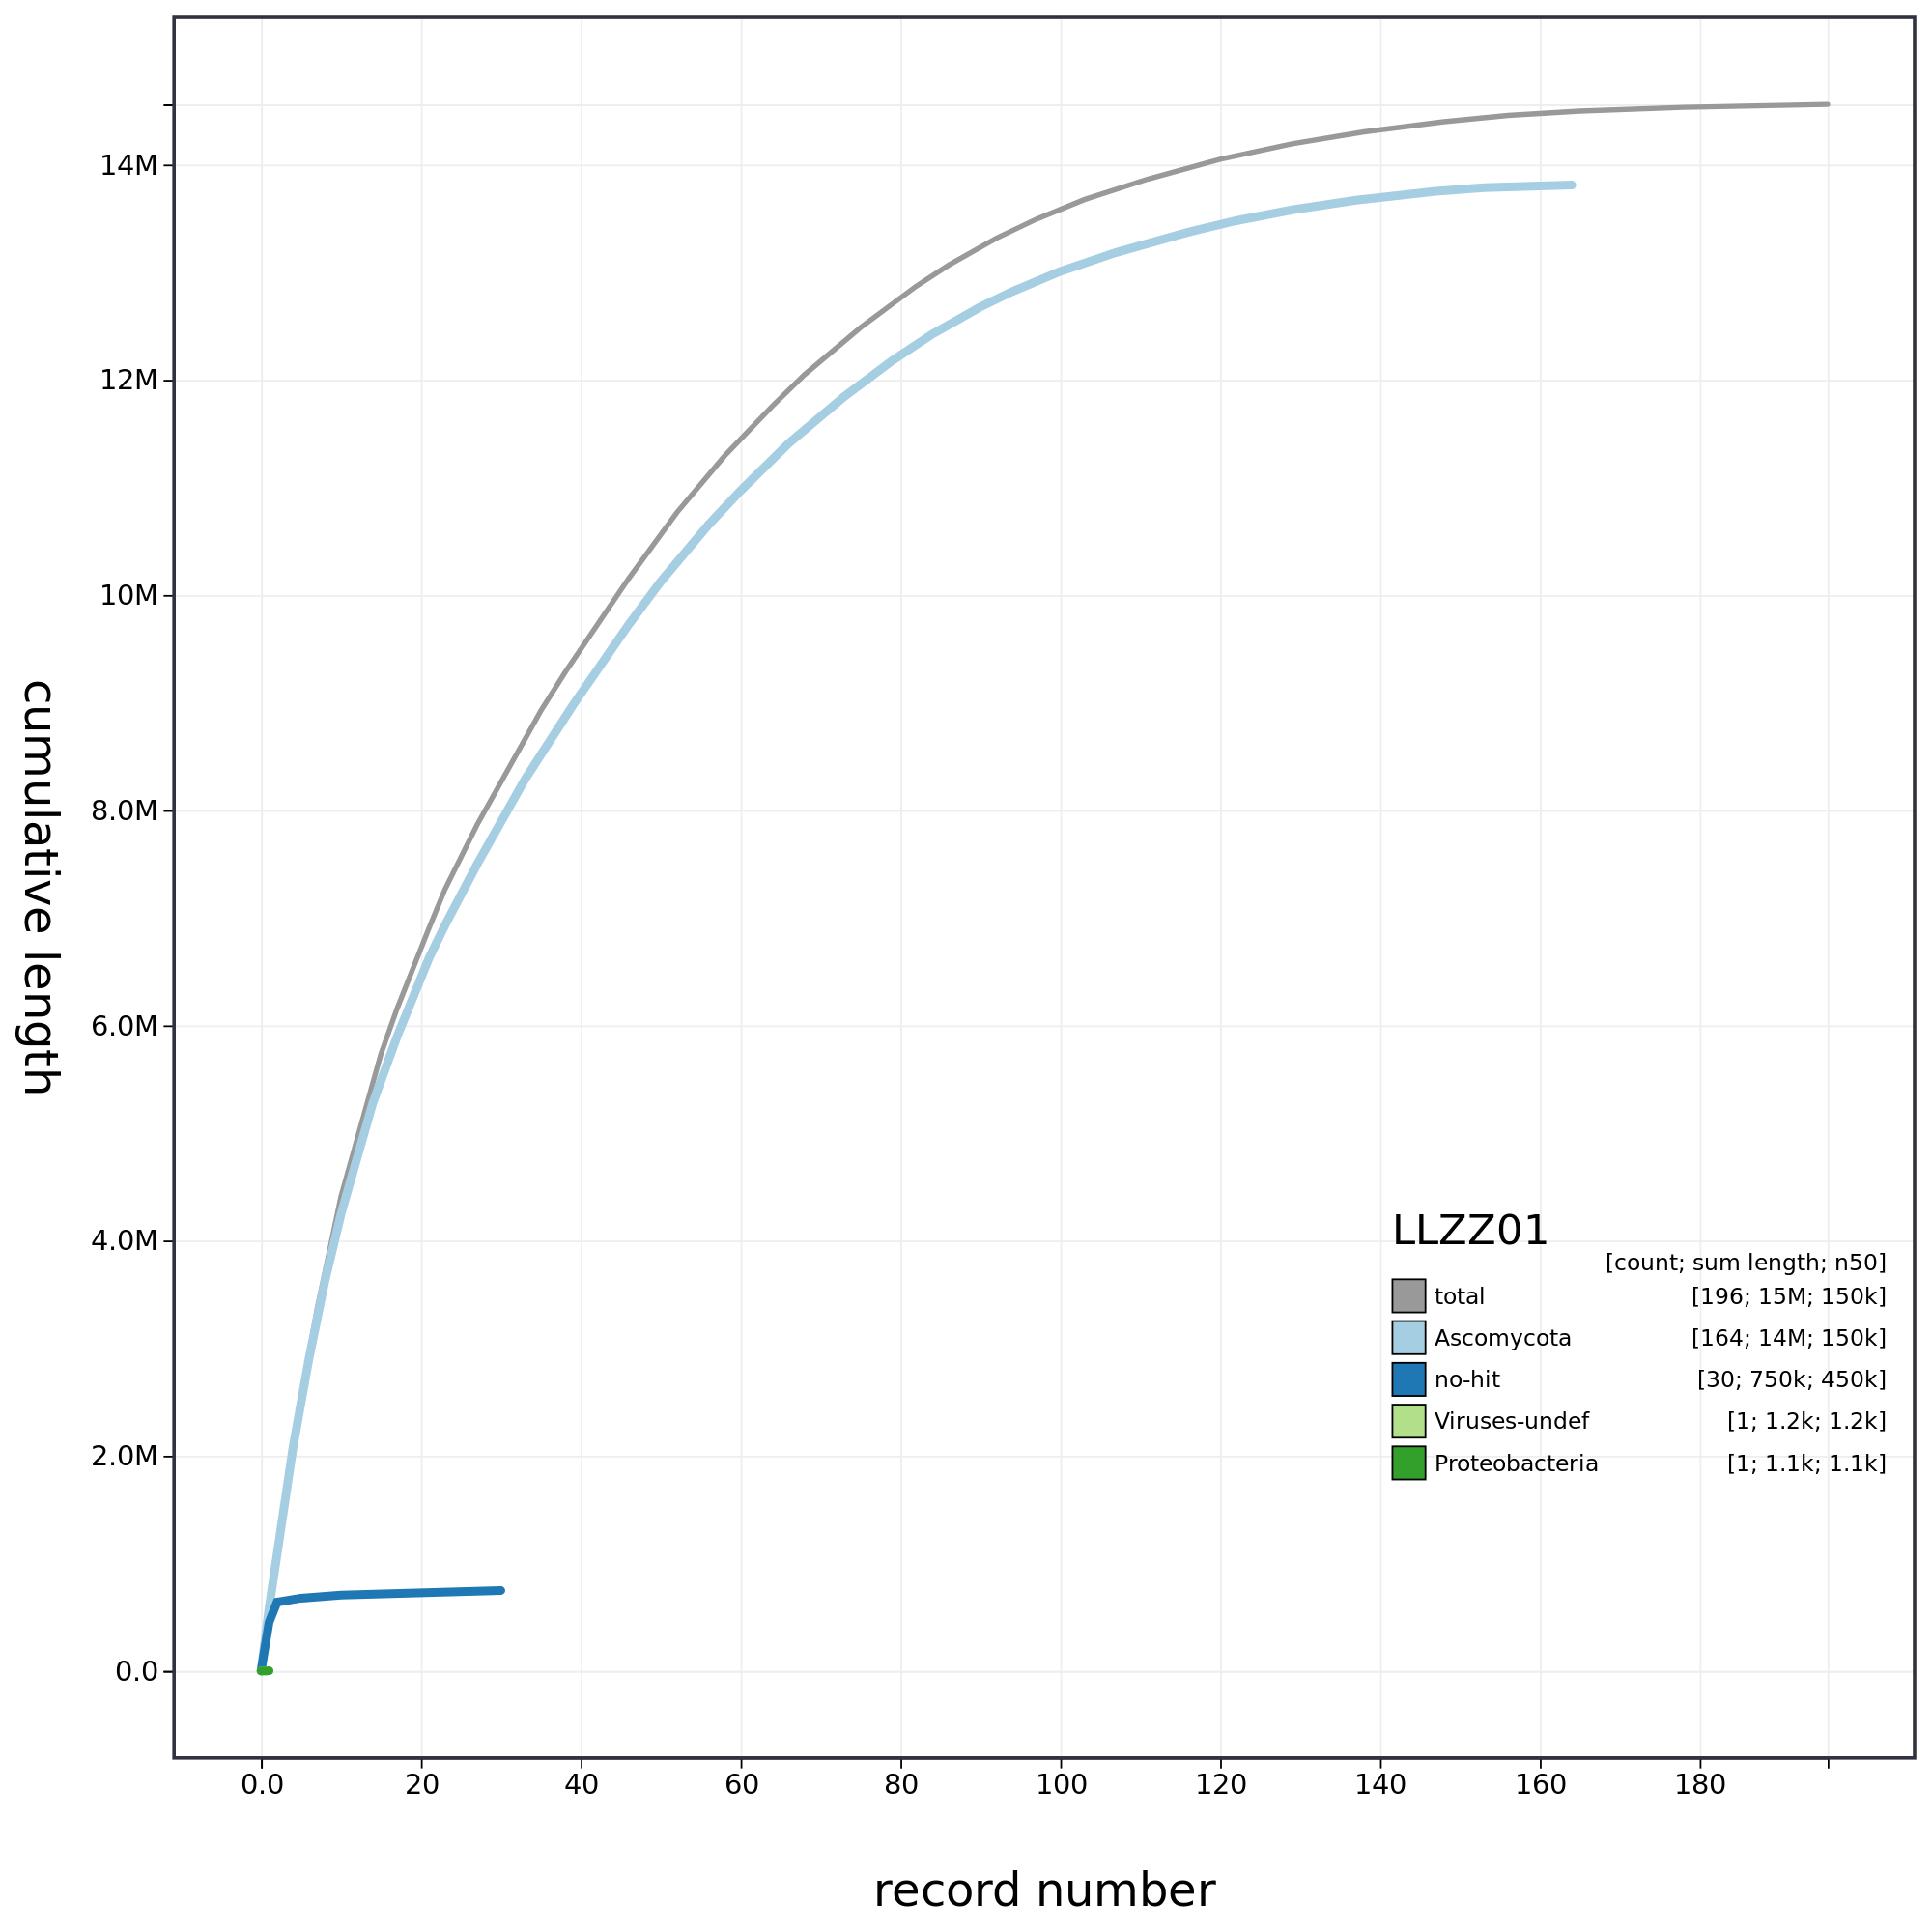 cumulative length
14M
12M
10M
8.0M
6.0M
4.0M
2.0M
0.0
0.0 20 40 60 80 100 120 140 160 180
record number
LLZZ01
[count; sum length; n50]
total [196; 15M; 150k]
Ascomycota [164; 14M; 150k]
no-hit [30; 750k; 450k]
Viruses-undef [1; 1.2k; 1.2k]
Proteobacteria [1; 1.1k; 1.1k]